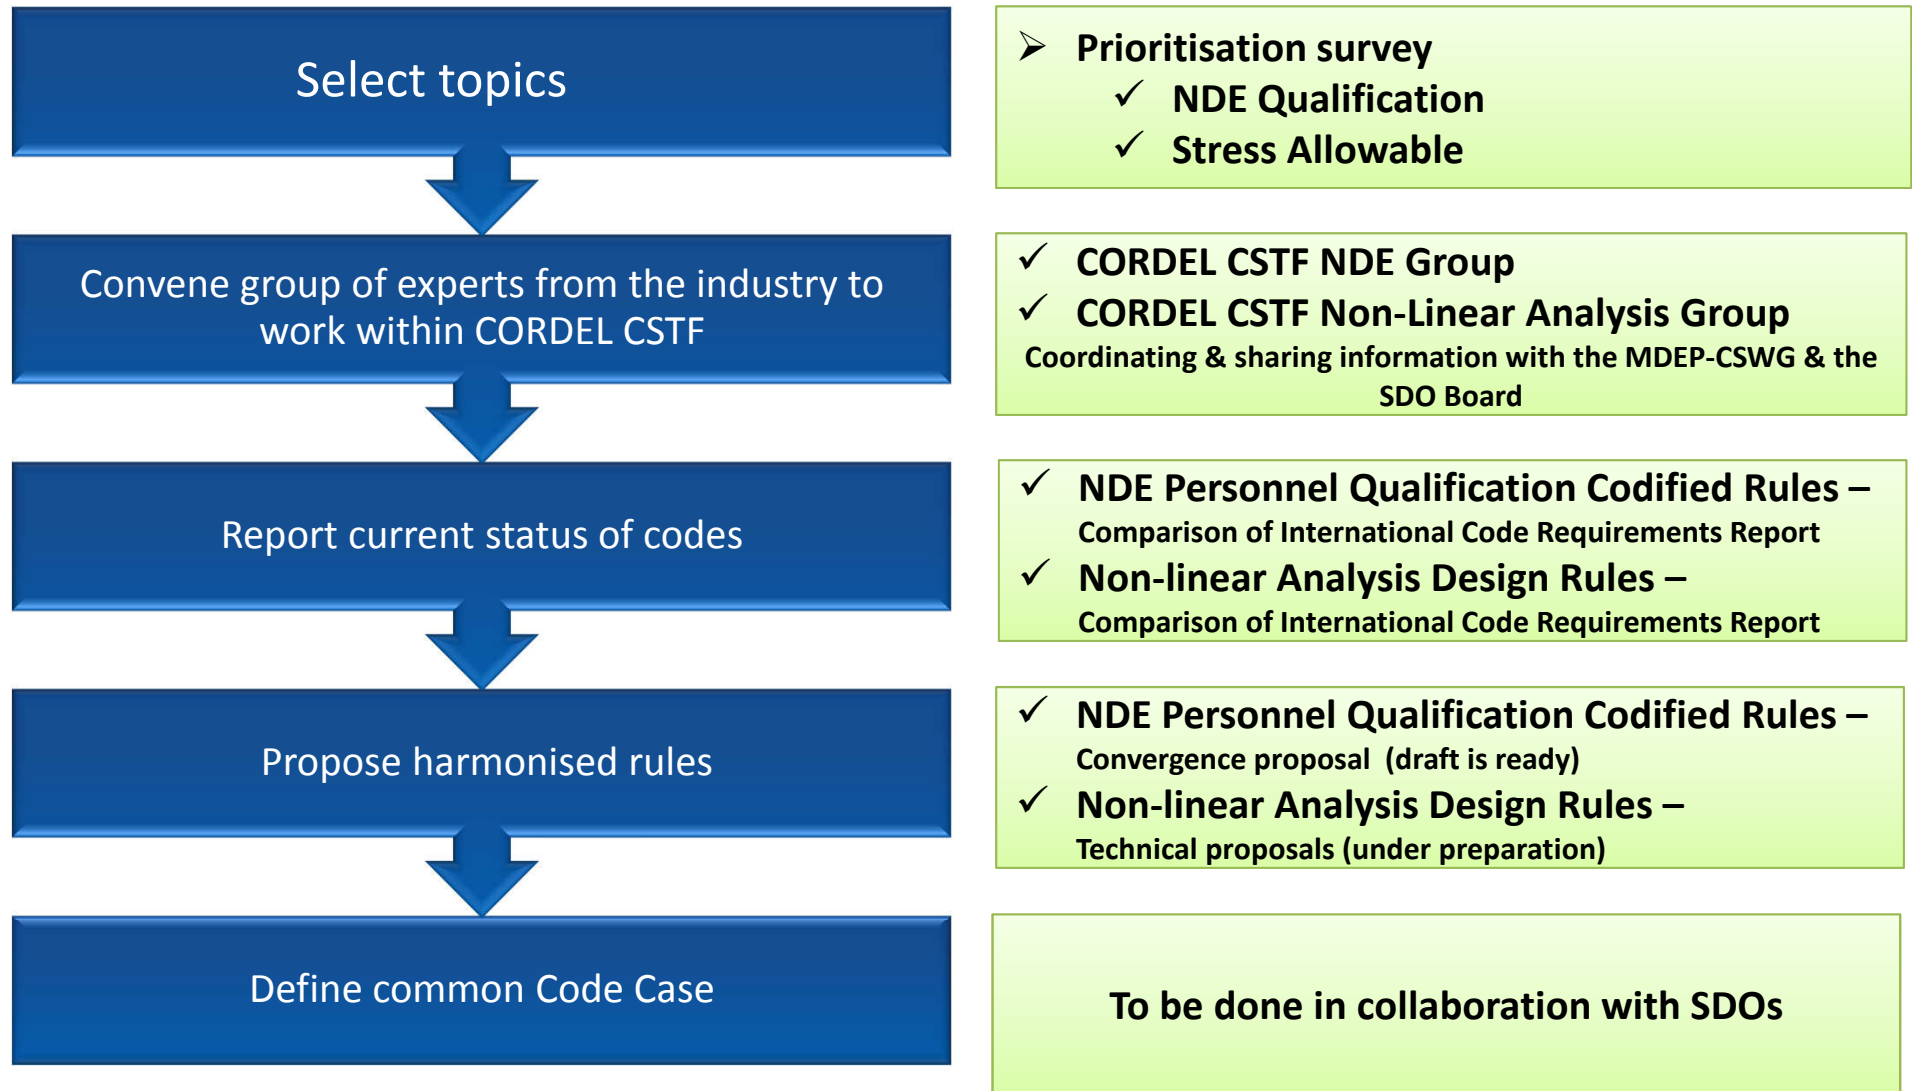 Select topics
➢ Prioritisation survey
✓ NDE Qualification
✓ Stress Allowable
Convene group of experts from the industry to
work within CORDEL CSTF
✓ CORDEL CSTF NDE Group
✓ CORDEL CSTF Non-Linear Analysis Group
Coordinating & sharing information with the MDEP-CSWG & the
SDO Board
Report current status of codes
✓ NDE Personnel Qualification Codified Rules –
Comparison of International Code Requirements Report
✓ Non-linear Analysis Design Rules –
Comparison of International Code Requirements Report
Propose harmonised rules
✓ NDE Personnel Qualification Codified Rules –
Convergence proposal (draft is ready)
✓ Non-linear Analysis Design Rules –
Technical proposals (under preparation)
Define common Code Case
To be done in collaboration with SDOs